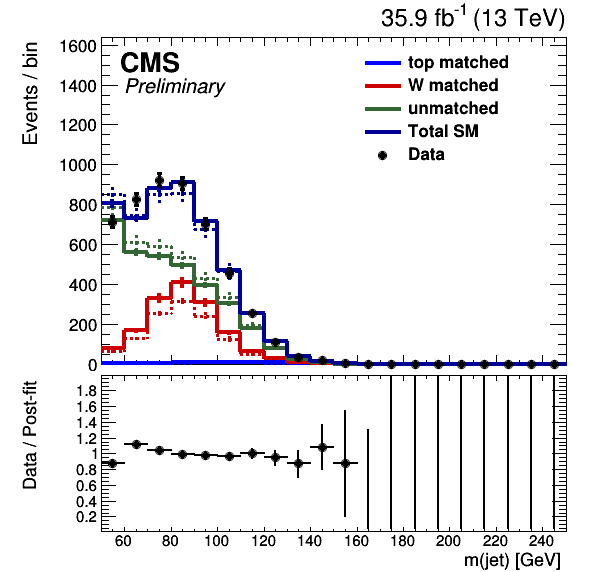 35.9 fb⁻¹ (13 TeV)
Events / bin
1600
1400
1200
1000
800
600
400
200
0
CMS
Preliminary
top matched
W matched
unmatched
Total SM
Data
Data / Post-fit
1.8
1.6
1.4
1.2
1
0.8
0.6
0.4
0.2
60 80 100 120 140 160 180 200 220 240
m(jet) [GeV]